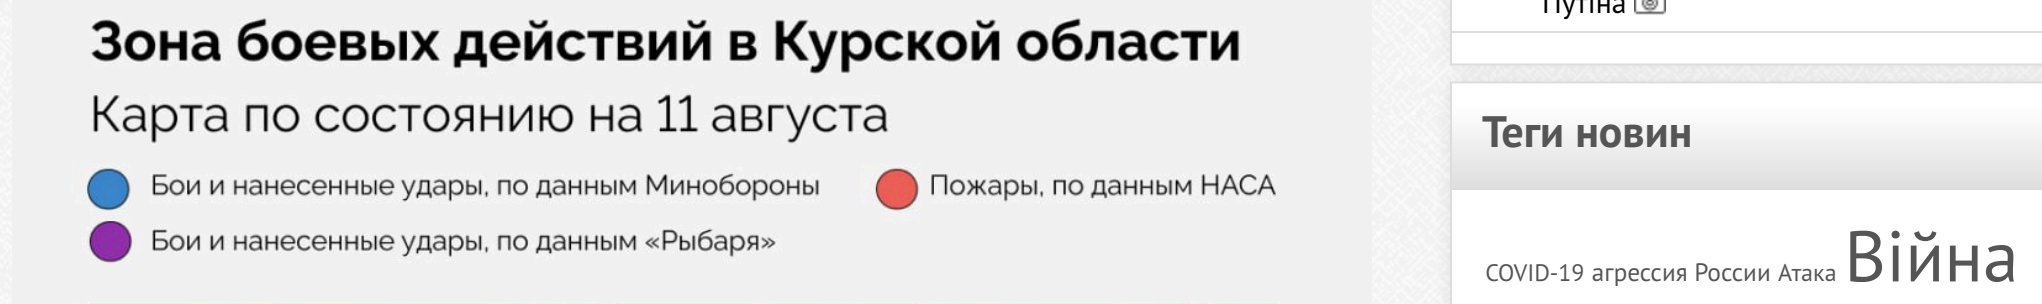 Зона боевых действий в Курской области
Карта по состоянию на 11 августа
Бои и нанесенные удары, по данным Минобороны
Пожары, по данным НАСА
Бои и нанесенные удары, по данным «Рыбаря»
Путіна
Теги новин
COVID-19 агрессия России Атака Війна